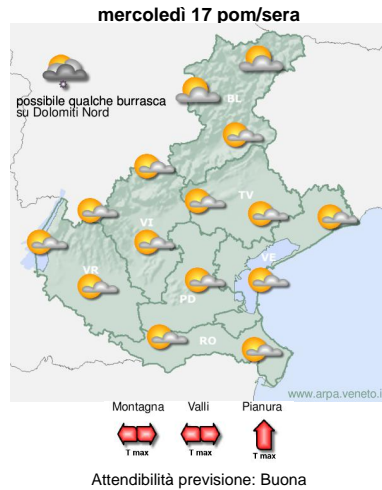 mercoledì 17 pom/sera
possibile qualche burrasca
su Dolomiti Nord
BL
TV
VI
VE
VR
PD
RO
www.arpa.veneto.i
Montagna Valli Pianura
T max T max T max
Attendibilità previsione: Buona